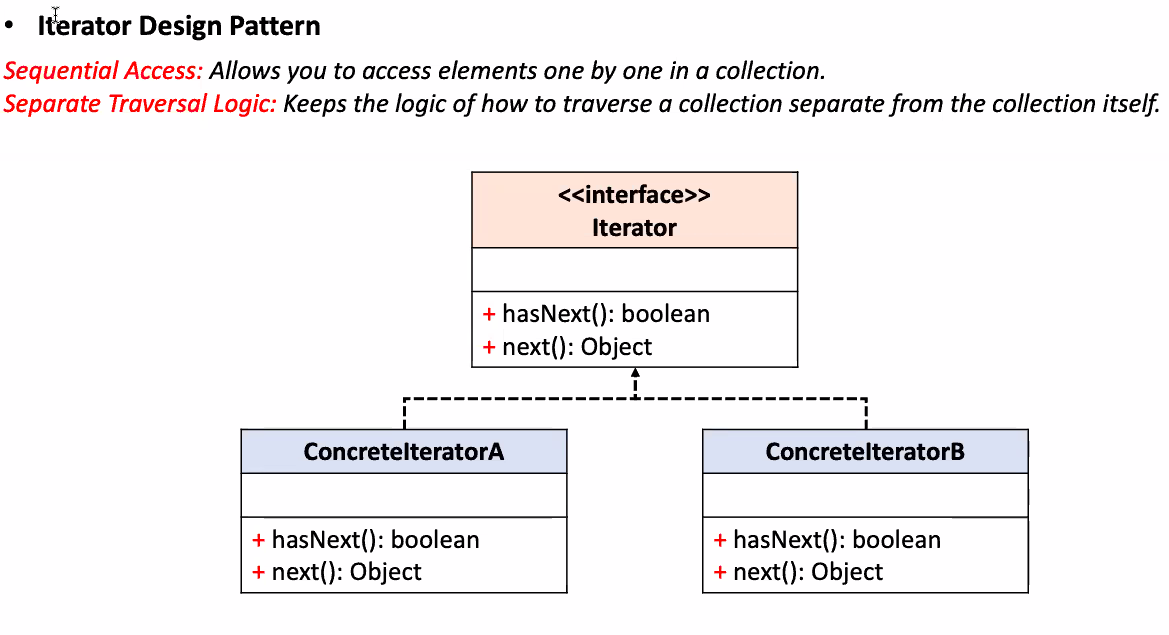 • Iterator Design Pattern
Sequential Access: Allows you to access elements one by one in a collection.
Separate Traversal Logic: Keeps the logic of how to traverse a collection separate from the collection itself.
<<interface>>
Iterator
+ hasNext(): boolean
+ next(): Object
ConcreteIteratorA
+ hasNext(): boolean
+ next(): Object
ConcreteIteratorB
+ hasNext(): boolean
+ next(): Object